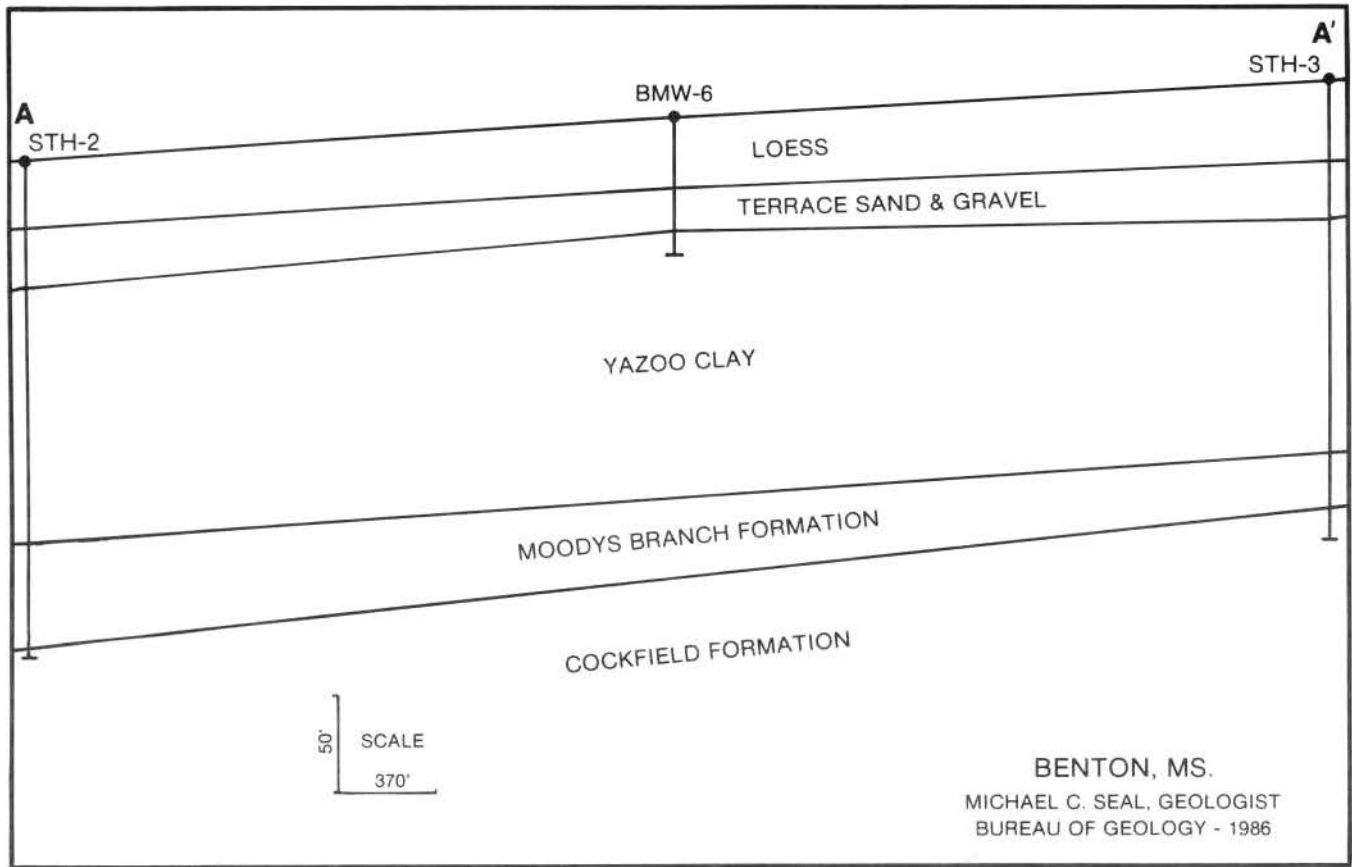 A'
STH-3
BMW-6
A
STH-2
LOESS
TERRACE SAND & GRAVEL
YAZOO CLAY
MOODYS BRANCH FORMATION
COCKFIELD FORMATION
50'
SCALE
370'
BENTON, MS.
MICHAEL C. SEAL, GEOLOGIST
BUREAU OF GEOLOGY - 1986